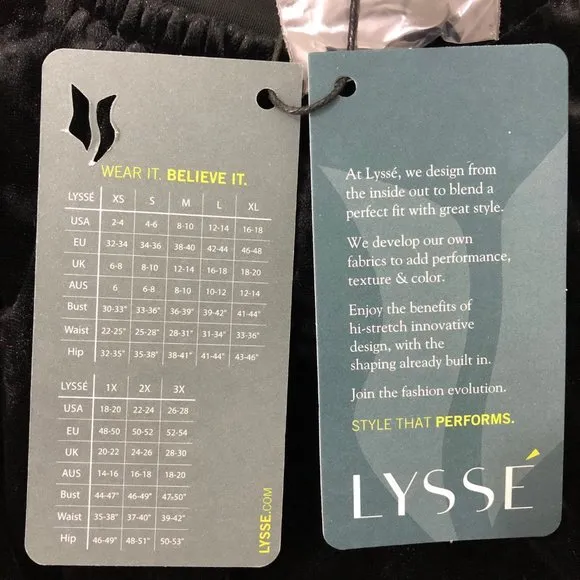 WEAR IT. BELIEVE IT.
LYSSÉ XS S M L XL
USA 2-4 4-6 8-10 12-14 16-18
EU 32-34 34-36 38-40 42-44 46-48
UK 6-8 8-10 12-14 16-18 18-20
AUS 6 6-8 8-10 10-12 12-14
Bust 30-33" 33-36" 36-39" 39-42" 41-44"
Waist 22-25" 25-28" 28-31" 31-34" 33-36"
Hip 32-35" 35-38" 38-41" 41-44" 43-46"
LYSSÉ 1X 2X 3X
USA 18-20 22-24 26-28
EU 48-50 50-52 52-54
UK 20-22 24-26 28-30
AUS 14-16 16-18 18-20
Bust 44-47" 46-49" 47-50"
Waist 35-38" 37-40" 39-42"
Hip 46-49" 48-51" 50-53"
LYSSE.COM
At Lyssé, we design from
the inside out to blend a
perfect fit with great style.
We develop our own
fabrics to add performance,
texture & color.
Enjoy the benefits of
hi-stretch innovative
design, with the
shaping already built in.
Join the fashion evolution.
STYLE THAT PERFORMS.
LYSSÉ